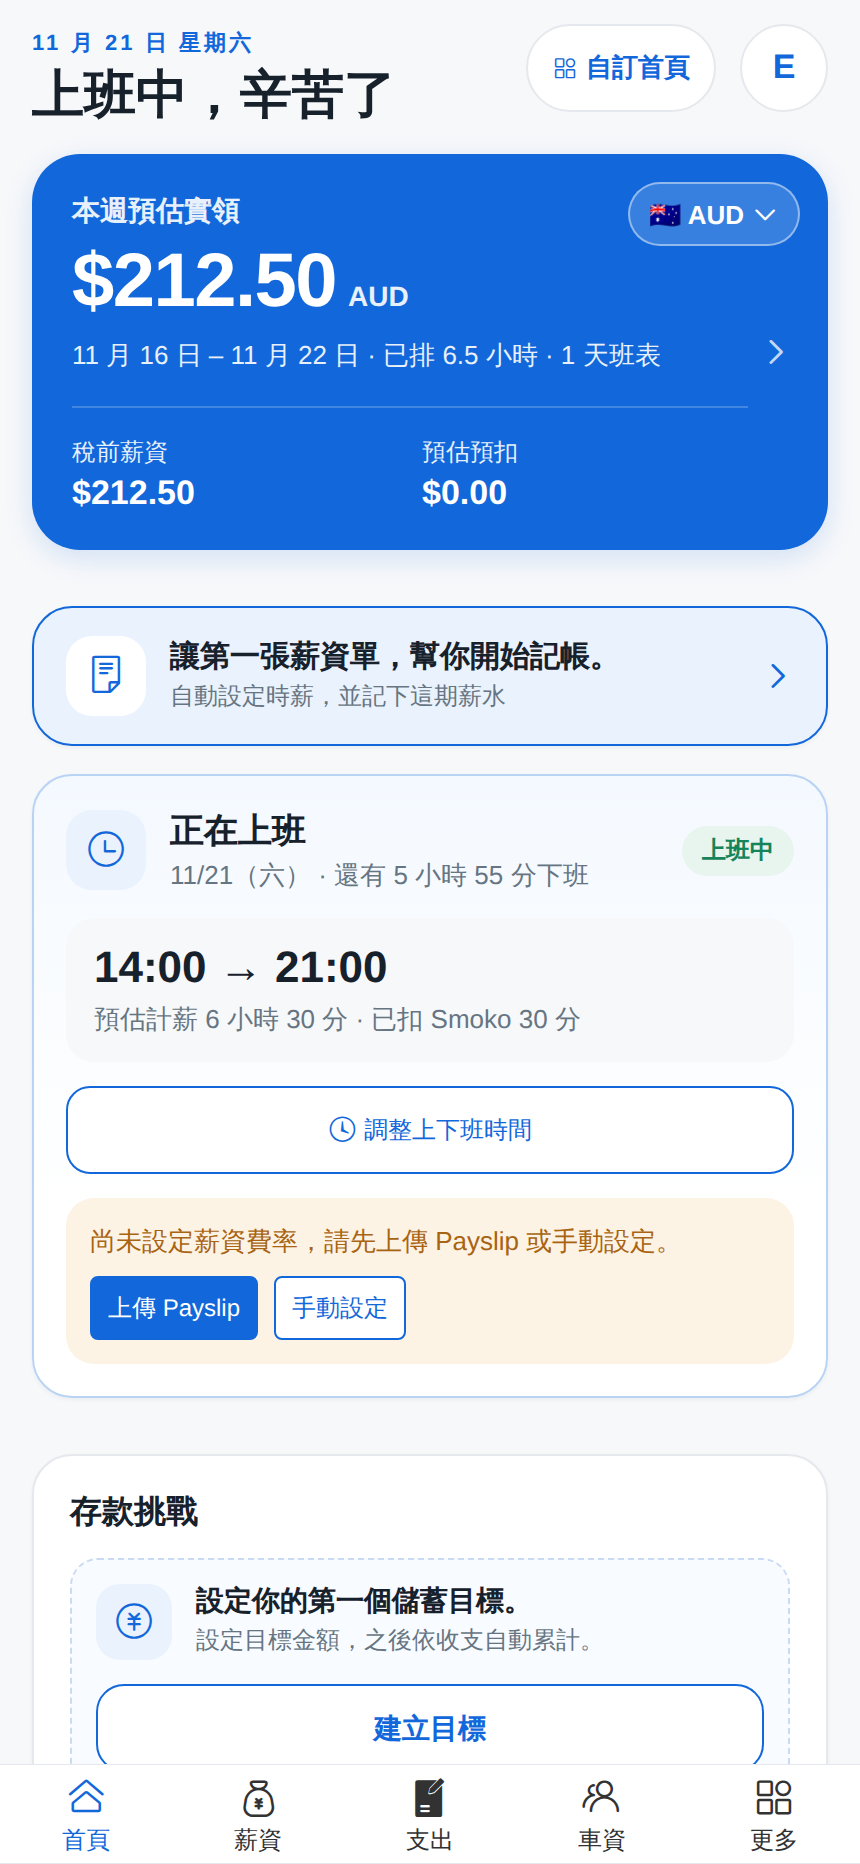 11 月 21 日 星期六
上班中，辛苦了
自訂首頁
E
本週預估實領
AUD
$212.50 AUD
11 月 16 日 – 11 月 22 日 · 已排 6.5 小時 · 1 天班表
稅前薪資
預估預扣
$212.50
$0.00
讓第一張薪資單，幫你開始記帳。
自動設定時薪，並記下這期薪水
正在上班
11/21（六） · 還有 5 小時 55 分下班
上班中
14:00 → 21:00
預估計薪 6 小時 30 分 · 已扣 Smoko 30 分
調整上下班時間
尚未設定薪資費率，請先上傳 Payslip 或手動設定。
上傳 Payslip
手動設定
存款挑戰
設定你的第一個儲蓄目標。
設定目標金額，之後依收支自動累計。
建立目標
首頁
薪資
支出
車資
更多